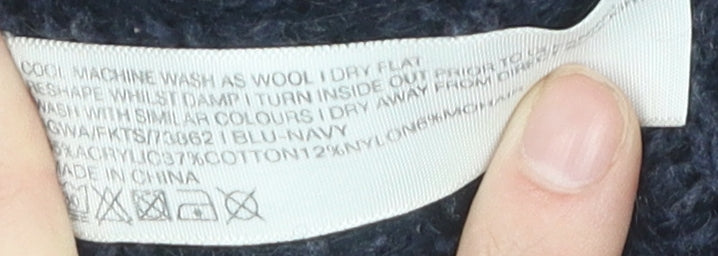 COOL MACHINE WASH AS WOOL | DRY FLAT
RESHAPE WHILST DAMP | TURN INSIDE OUT PRIOR TO
WASH WITH SIMILAR COLOURS | DRY AWAY FROM DIRECT
GWA/FKTS/73862 | BLU-NAVY
%ACRYLIC37%COTTON12%NYLON6%MOHAIR
MADE IN CHINA